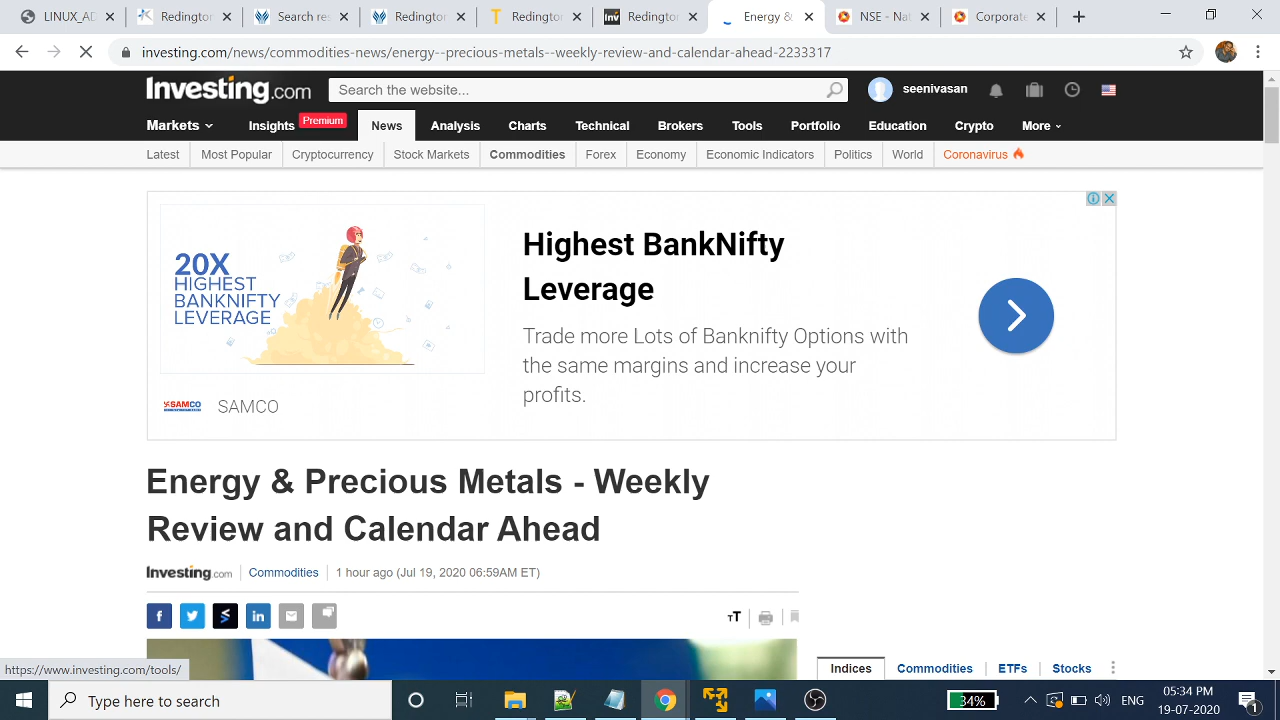 LINUX_AD
Redingtor
Search res
Redingtor
Redingtor
Redingtor
Energy &
NSE - Nat
Corporate
investing.com/news/commodities-news/energy--precious-metals--weekly-review-and-calendar-ahead-2233317
Investing.com
Search the website...
seenivasan
Markets
Insights
Premium
News
Analysis
Charts
Technical
Brokers
Tools
Portfolio
Education
Crypto
More
Latest
Most Popular
Cryptocurrency
Stock Markets
Commodities
Forex
Economy
Economic Indicators
Politics
World
Coronavirus
20X
HIGHEST
BANKNIFTY
LEVERAGE
SAMCO
SAMCO
Highest BankNifty
Leverage
Trade more Lots of Banknifty Options with
the same margins and increase your
profits.
Energy & Precious Metals - Weekly
Review and Calendar Ahead
Investing.com
Commodities
1 hour ago (Jul 19, 2020 06:59AM ET)
TT
Indices
Commodities
ETFs
Stocks
https://www.investing.com/tools/
Type here to search
34%
ENG
05:34 PM
19-07-2020
1